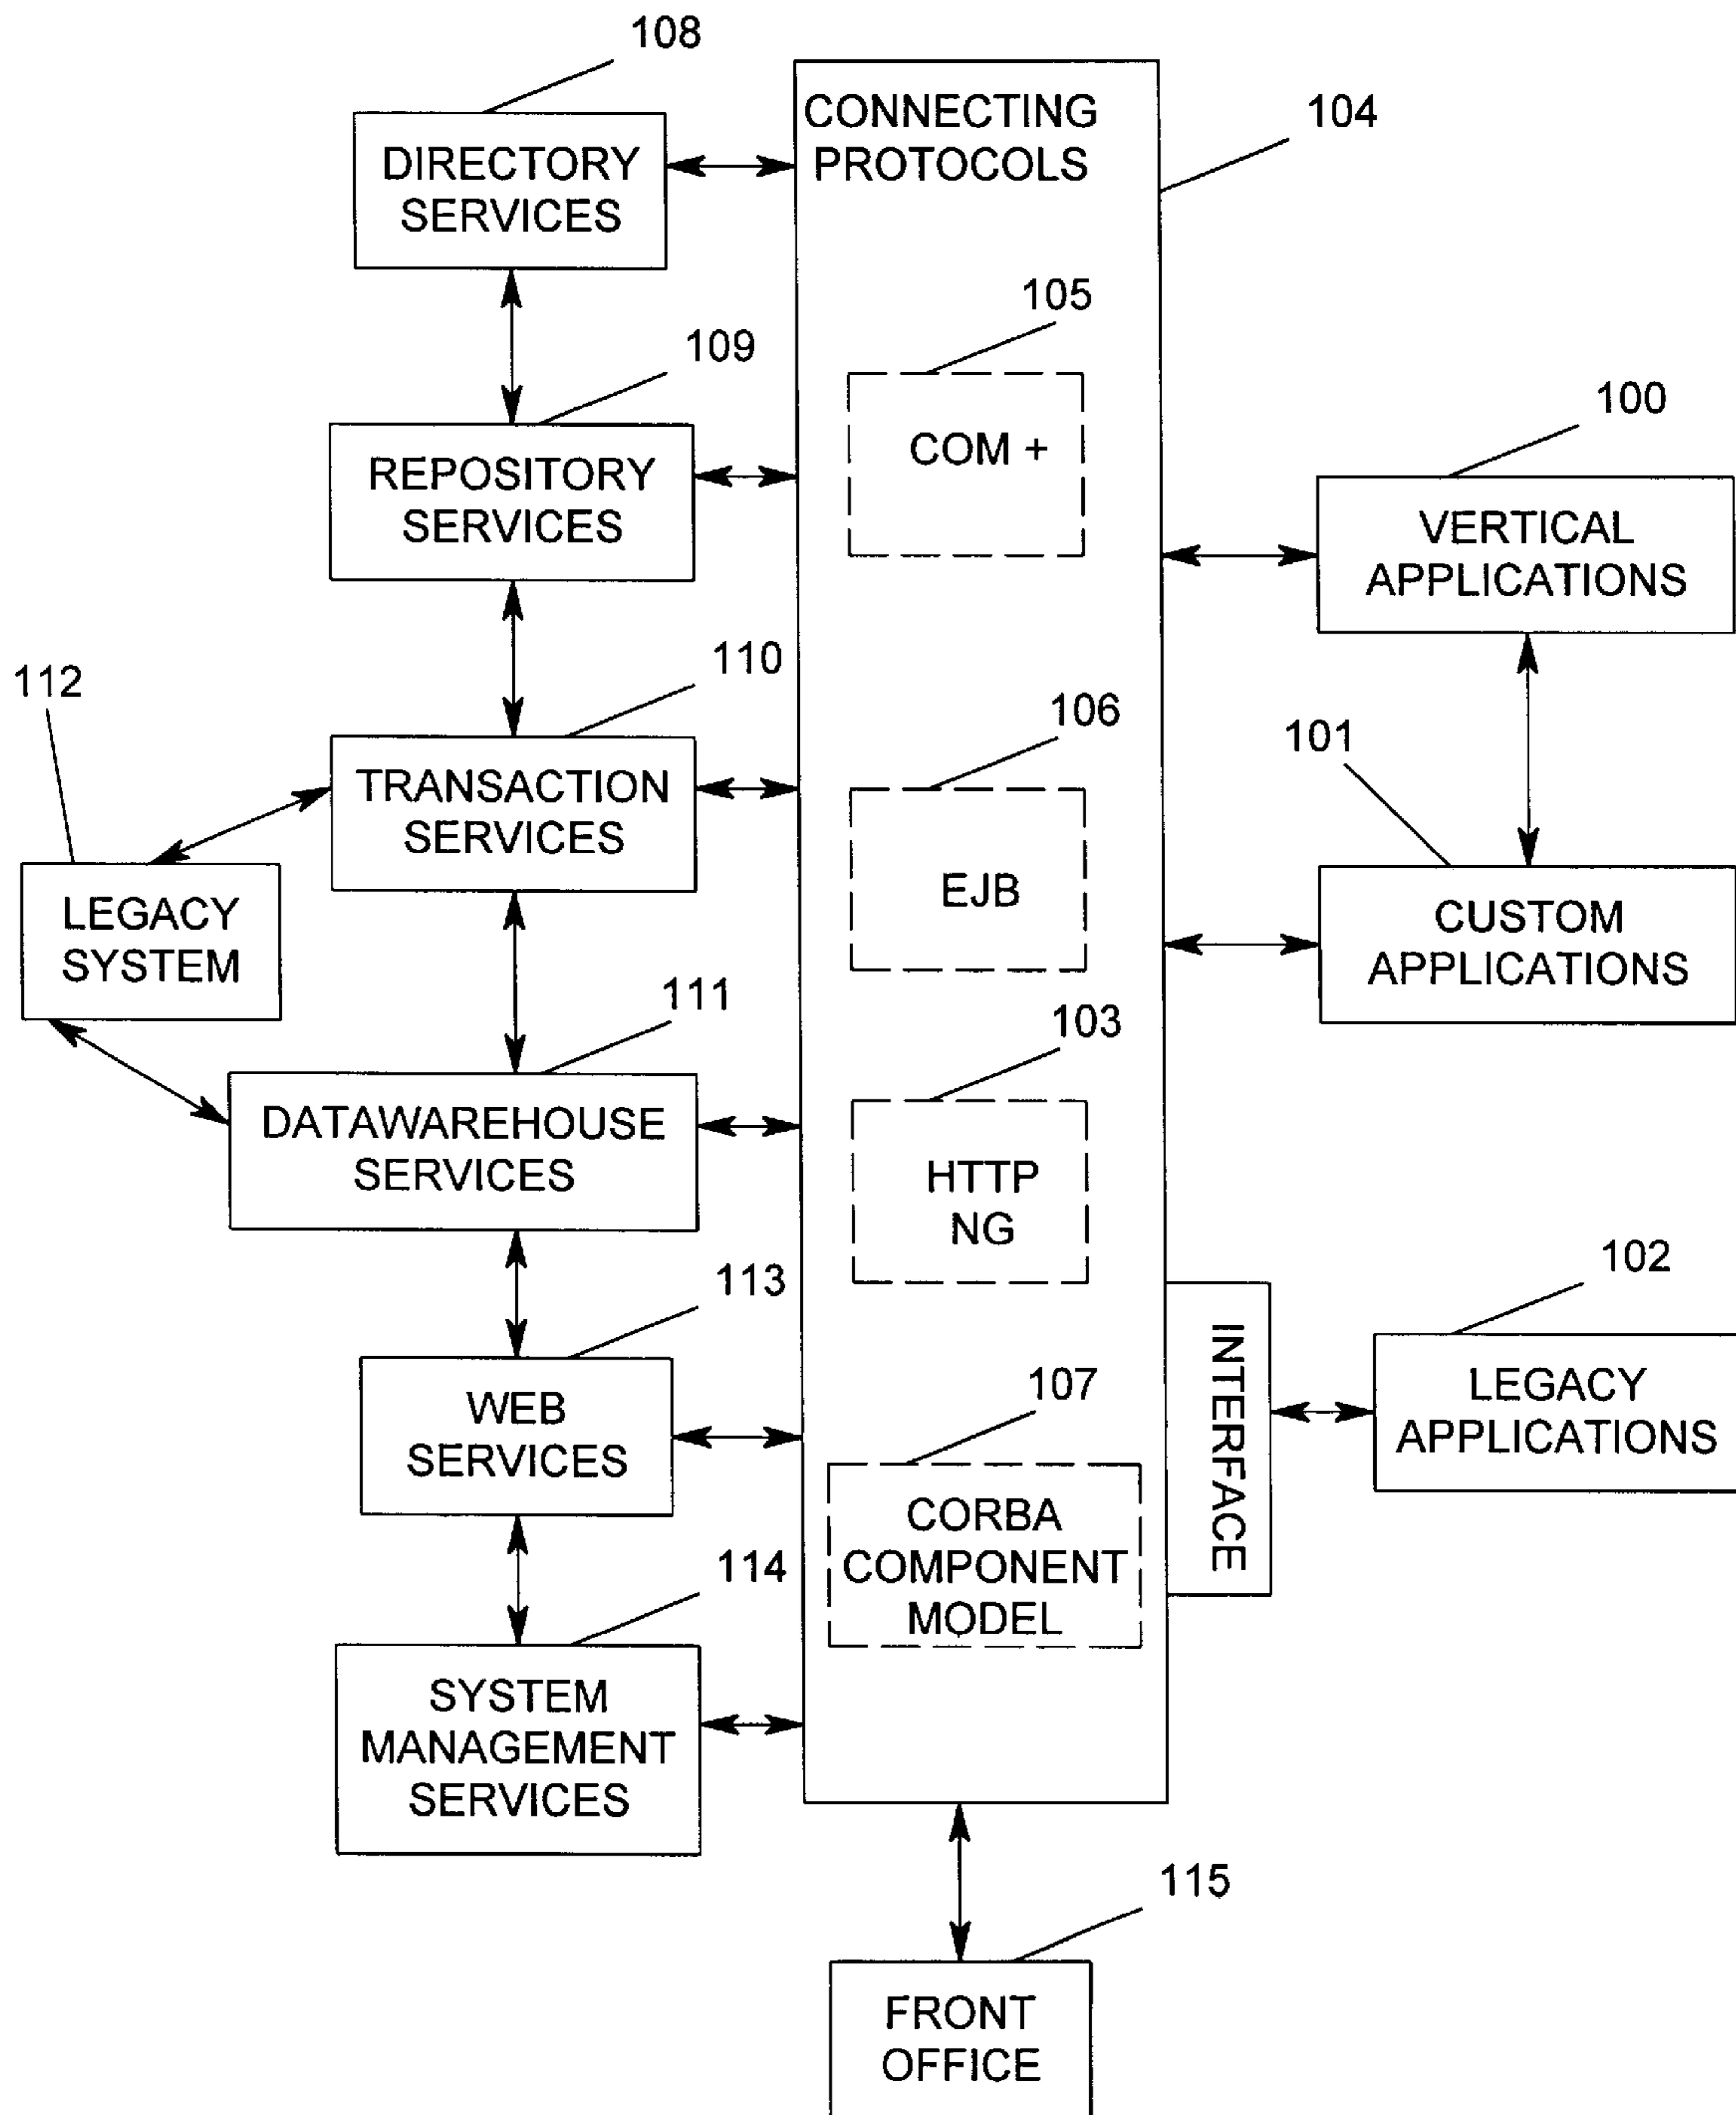 108
CONNECTING
PROTOCOLS
104
DIRECTORY
SERVICES
105
COM +
109
REPOSITORY
SERVICES
100
VERTICAL
APPLICATIONS
110
112
TRANSACTION
SERVICES
106
EJB
101
CUSTOM
APPLICATIONS
LEGACY
SYSTEM
111
DATAWAREHOUSE
SERVICES
103
HTTP
NG
113
WEB
SERVICES
102
LEGACY
APPLICATIONS
INTERFACE
107
CORBA
COMPONENT
MODEL
114
SYSTEM
MANAGEMENT
SERVICES
115
FRONT
OFFICE